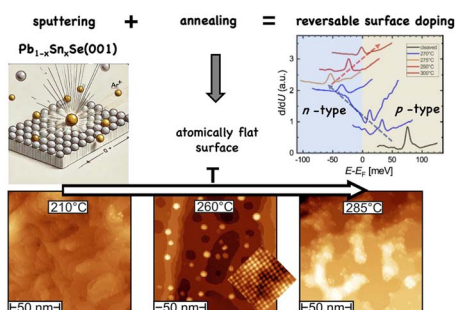 sputtering + annealing = reversable surface doping
Pb1-xSnxSe(001)
Ar+
atomically flat
surface
T
dI/dU (a.u.)
3
2
1
0
cleaved
270°C
275°C
290°C
300°C
n -type
p -type
-100
-50
0
50
100
E-EF [meV]
210°C
260°C
285°C
50 nm
50 nm
50 nm